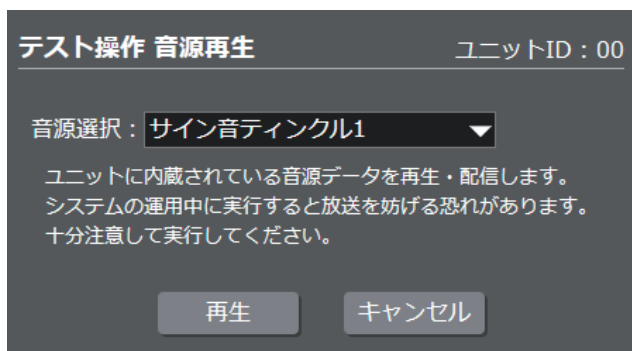 テスト操作 音源再生 ユニットID：00
音源選択：サイン音ティンクル1
ユニットに内蔵されている音源データを再生・配信します。
システムの運用中に実行すると放送を妨げる恐れがあります。
十分注意して実行してください。
再生 キャンセル